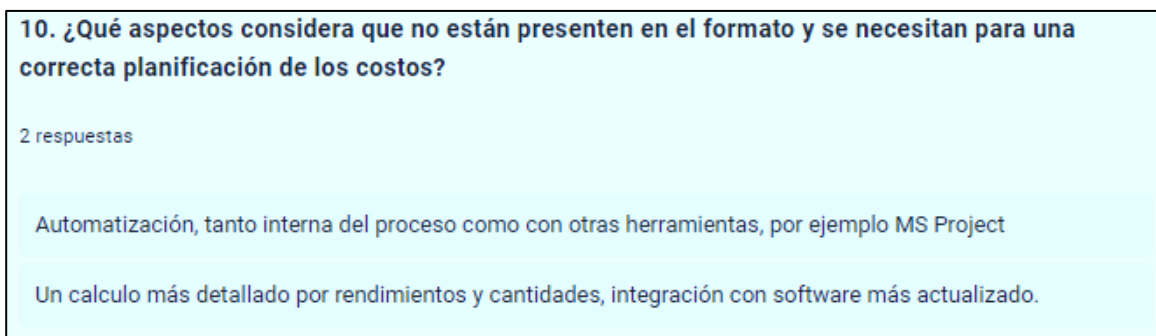 10. ¿Qué aspectos considera que no están presentes en el formato y se necesitan para una
correcta planificación de los costos?
2 respuestas
Automatización, tanto interna del proceso como con otras herramientas, por ejemplo MS Project
Un calculo más detallado por rendimientos y cantidades, integración con software más actualizado.